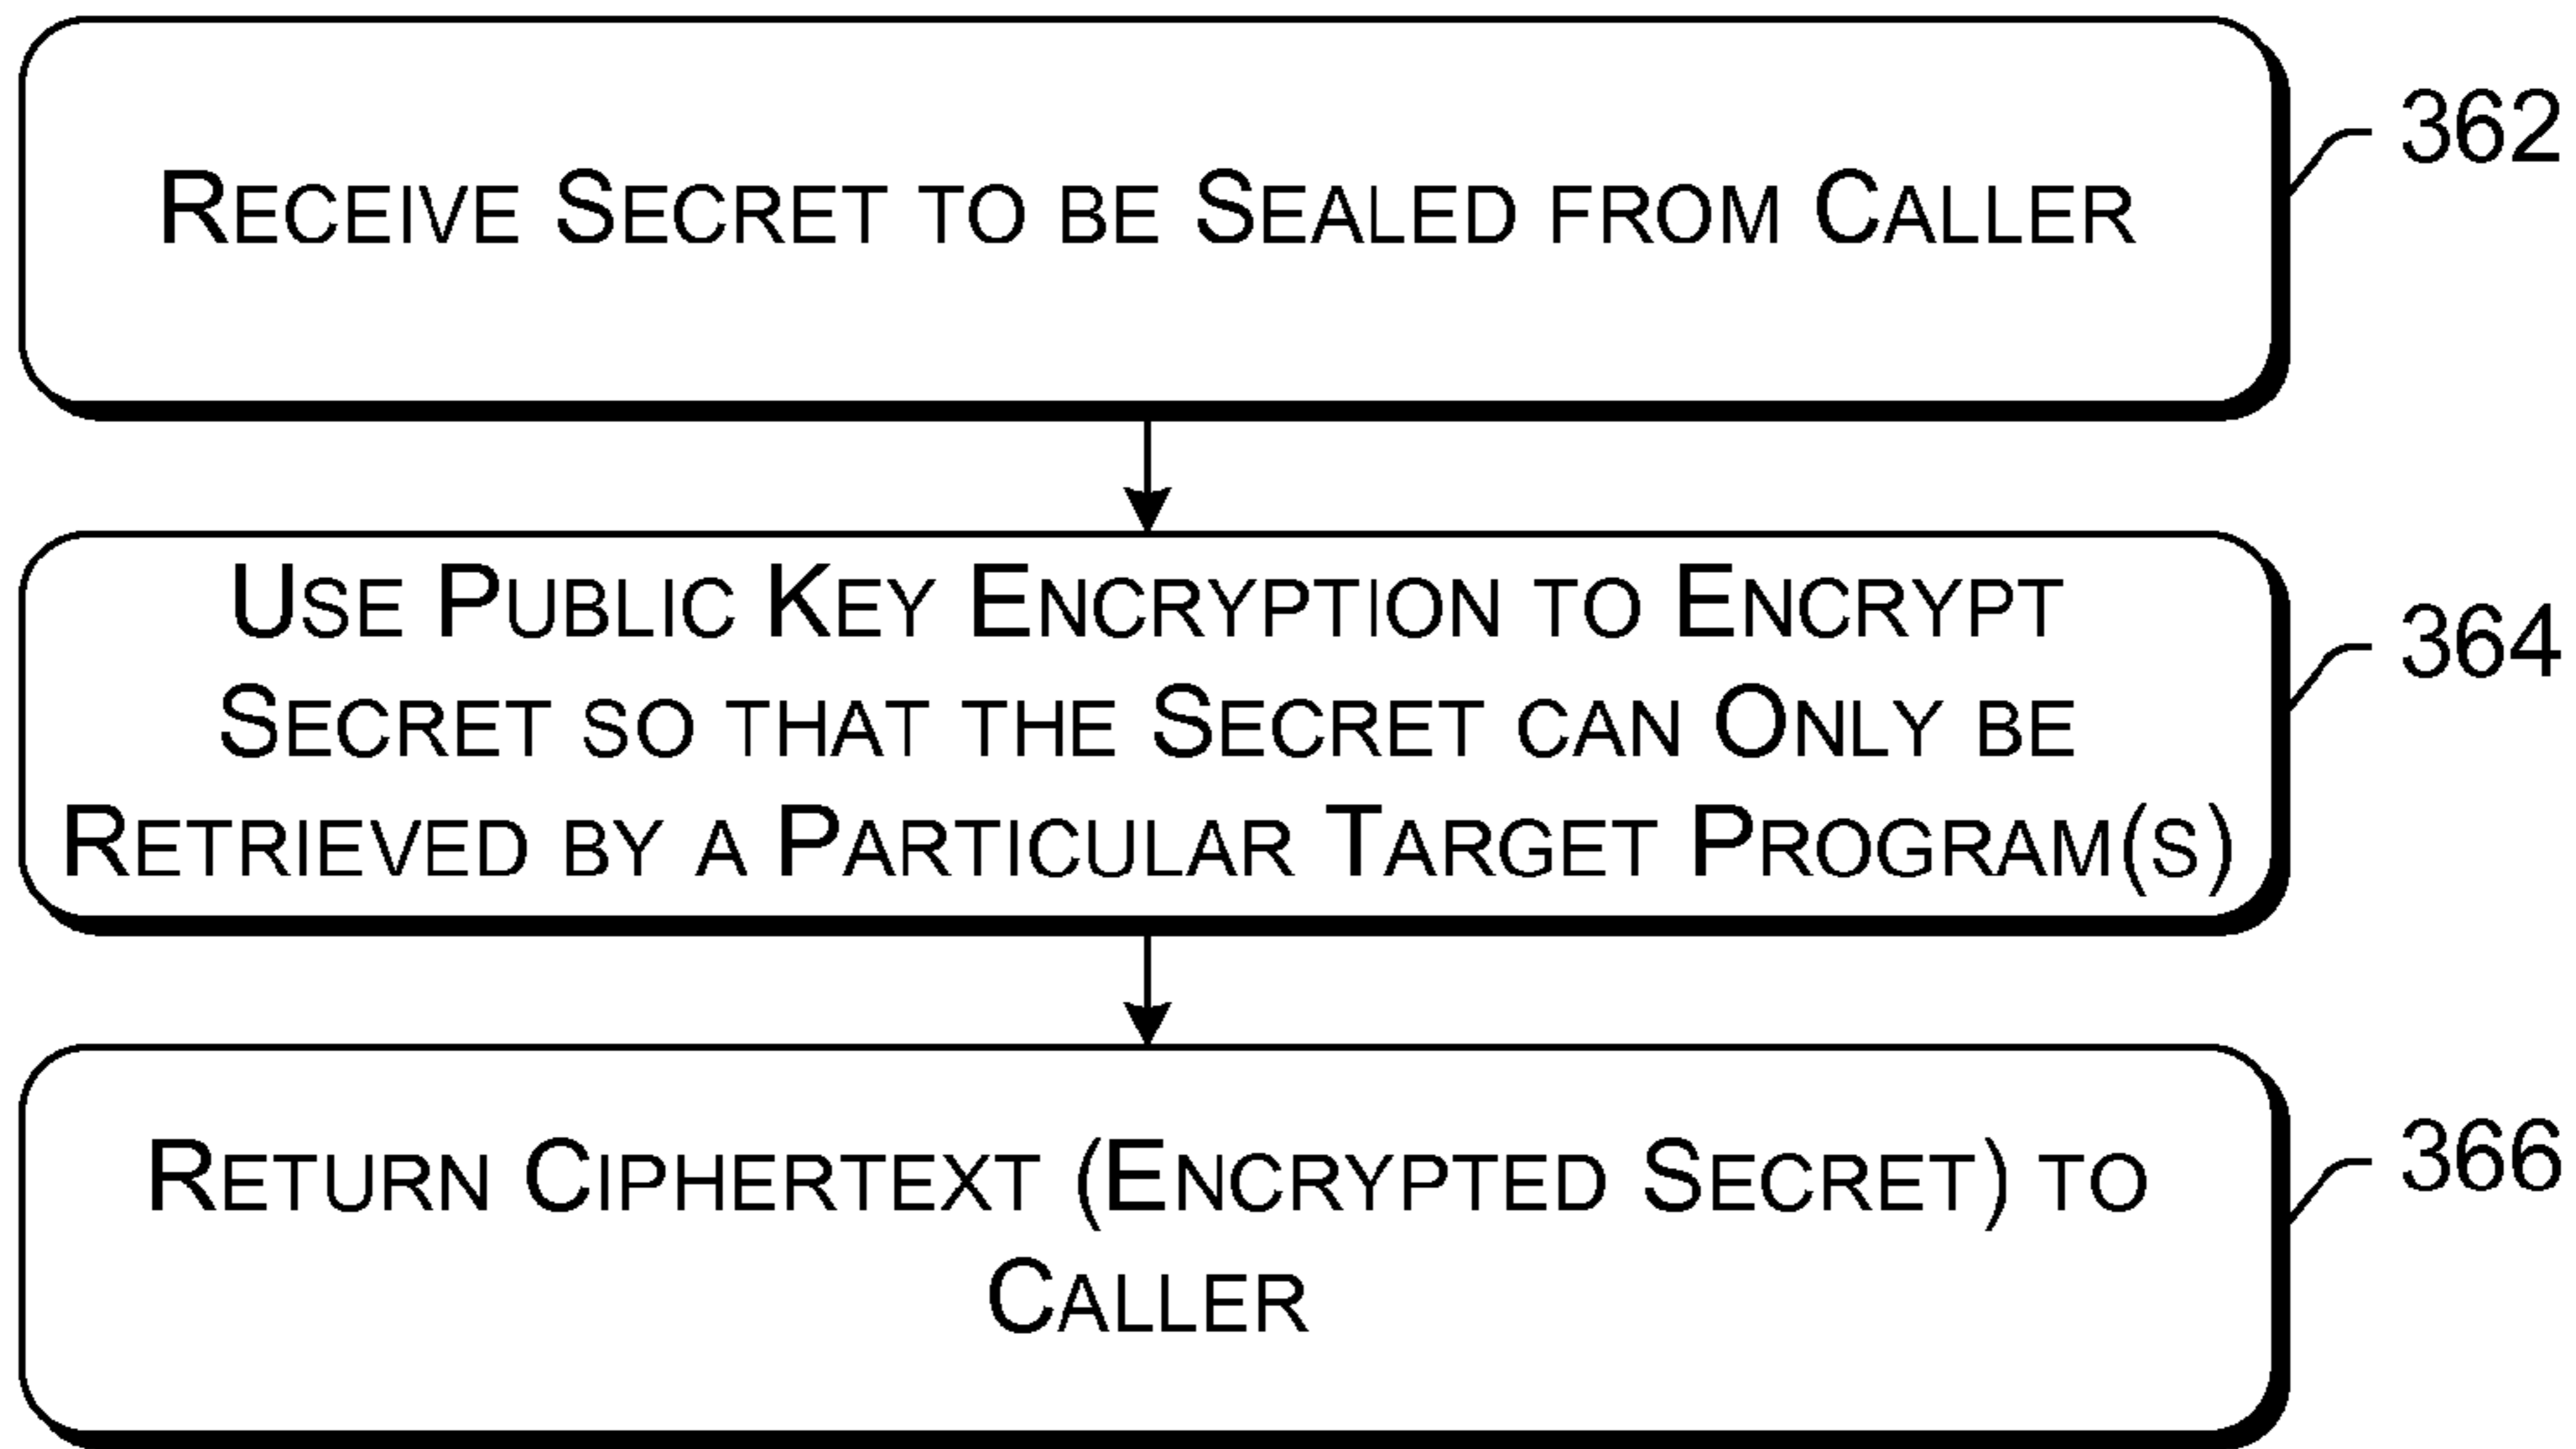 RECEIVE SECRET TO BE SEALED FROM CALLER
362
USE PUBLIC KEY ENCRYPTION TO ENCRYPT
SECRET SO THAT THE SECRET CAN ONLY BE
RETRIEVED BY A PARTICULAR TARGET PROGRAM(S)
364
RETURN CIPHERTEXT (ENCRYPTED SECRET) TO
CALLER
366